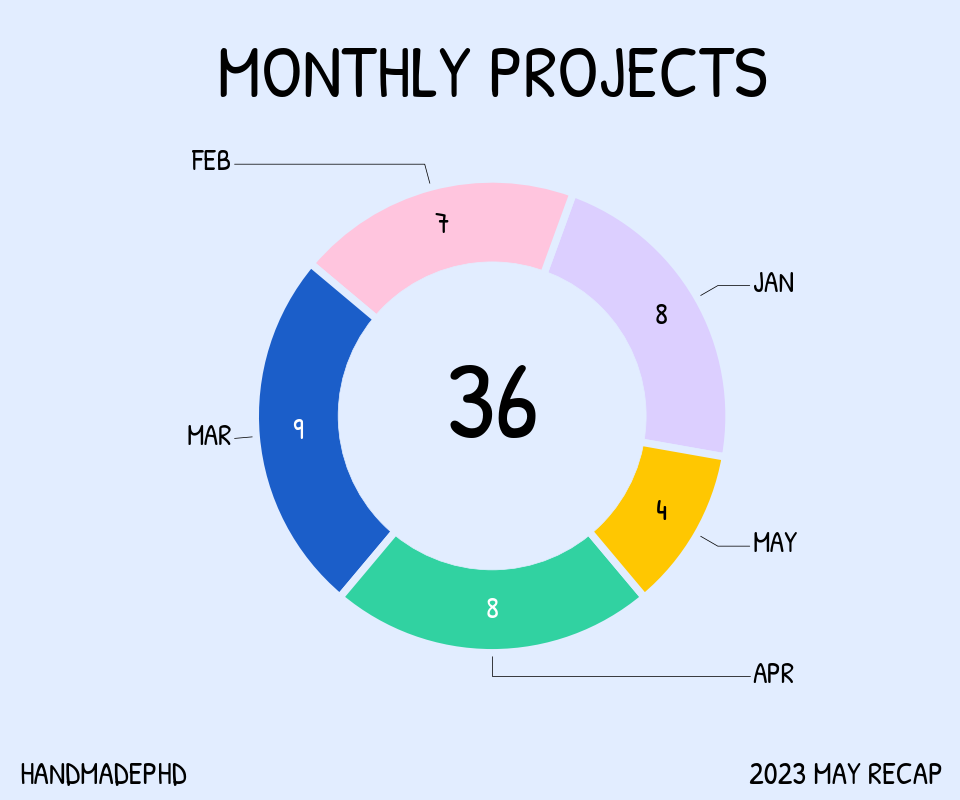 MONTHLY PROJECTS
FEB
7
JAN
8
36
MAR
9
4
MAY
8
APR
HANDMADEPHD
2023 MAY RECAP